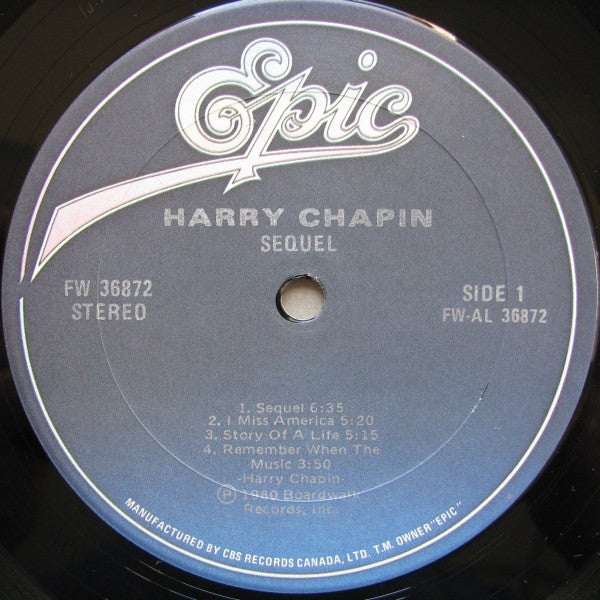 Epic
HARRY CHAPIN
SEQUEL
FW 36872
STEREO
SIDE 1
FW-AL 36872
1. Sequel 6:35
2. I Miss America 5:20
3. Story Of A Life 5:15
4. Remember When The
Music 3:50
-Harry Chapin-
Ⓟ 1980 Boardwalk
Records, Inc.
MANUFACTURED BY CBS RECORDS CANADA, LTD. T.M. OWNER "EPIC"